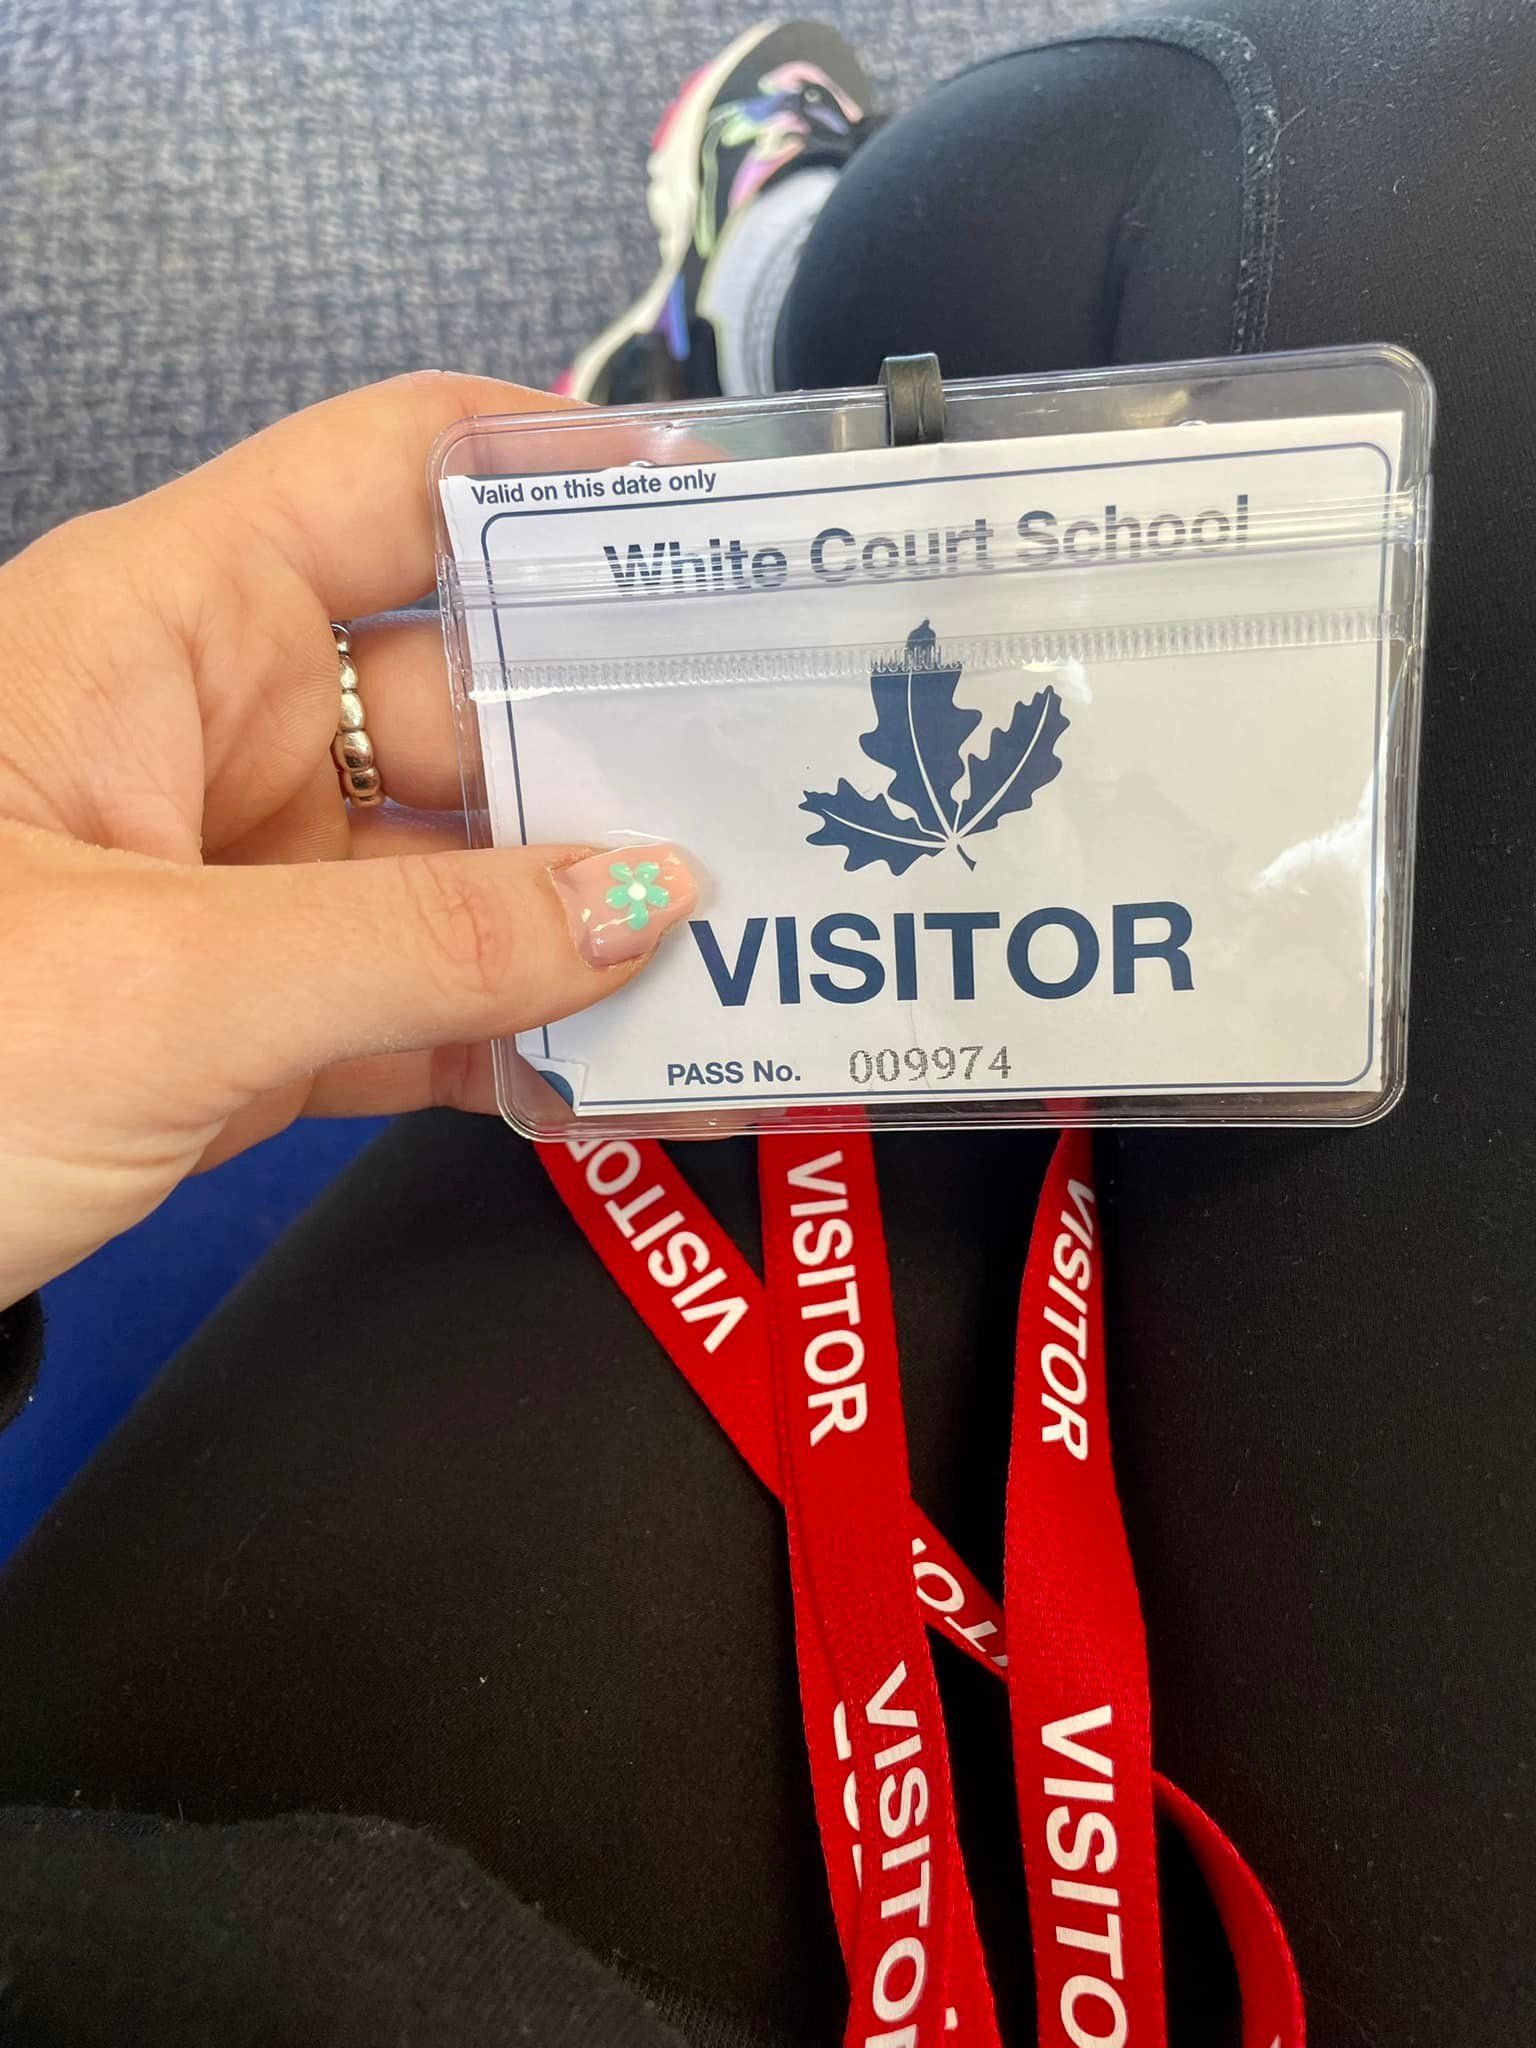 Valid on this date only
White Court School
VISITOR
PASS No. 009974
VISITOR
VISITOR
VISITOR
VISITOR
VISITOR